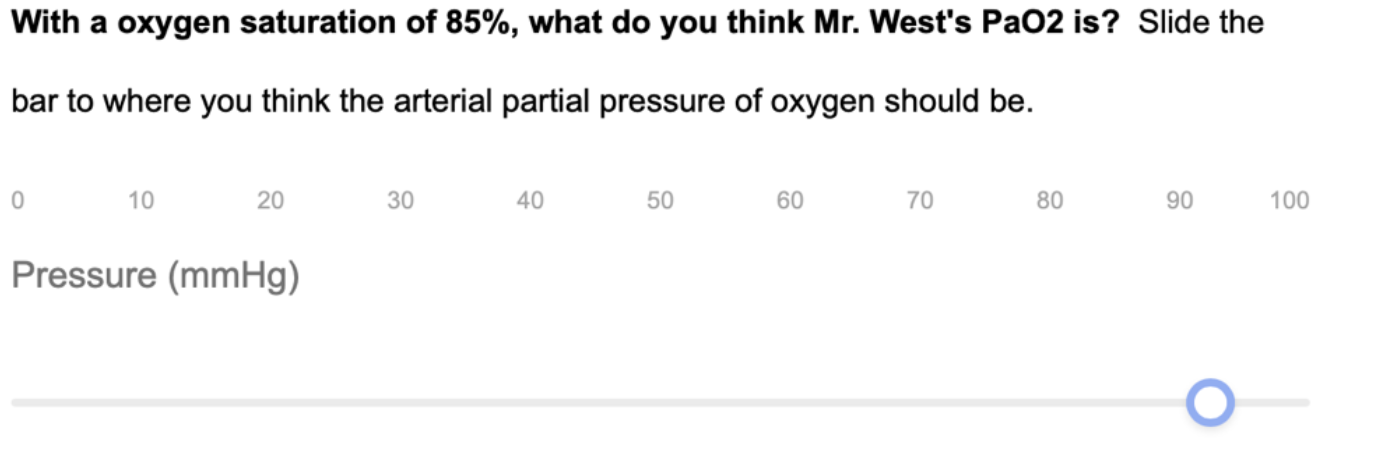 With a oxygen saturation of 85%, what do you think Mr. West's PaO2 is? Slide the
bar to where you think the arterial partial pressure of oxygen should be.
0 10 20 30 40 50 60 70 80 90 100
Pressure (mmHg)